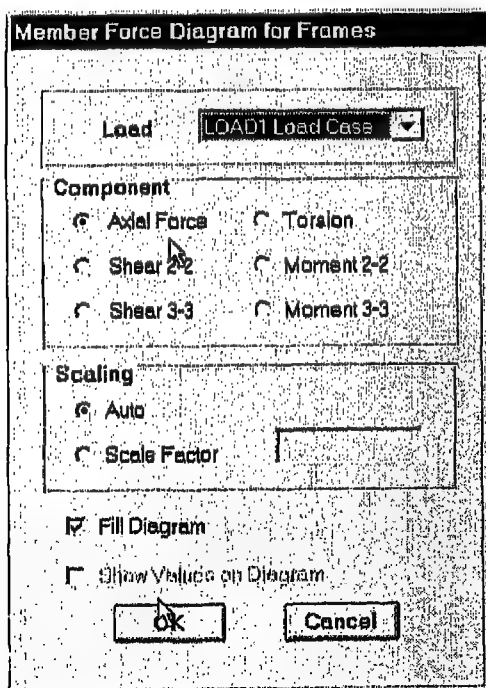 Member Force Diagram for Frames
Load LOAD1 Load Case
Component
Axial Force Torsion
Shear 2-2 Moment 2-2
Shear 3-3 Moment 3-3
Scaling
Auto
Scale Factor
Fill Diagram
Show Values on Diagram
OK Cancel